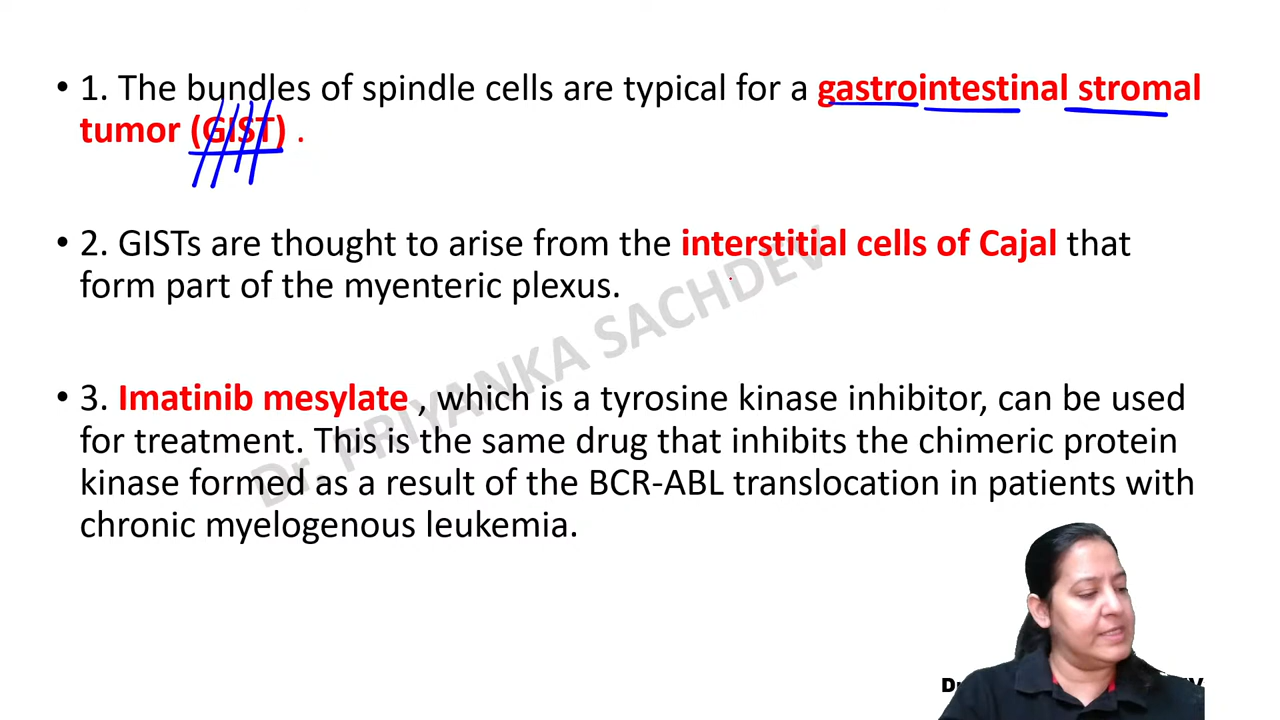 • 1. The bundles of spindle cells are typical for a gastrointestinal stromal
tumor (GIST) .
• 2. GISTs are thought to arise from the interstitial cells of Cajal that
form part of the myenteric plexus.
• 3. Imatinib mesylate , which is a tyrosine kinase inhibitor, can be used
for treatment. This is the same drug that inhibits the chimeric protein
kinase formed as a result of the BCR-ABL translocation in patients with
chronic myelogenous leukemia.
Dr. PRIYANKA SACHDEV